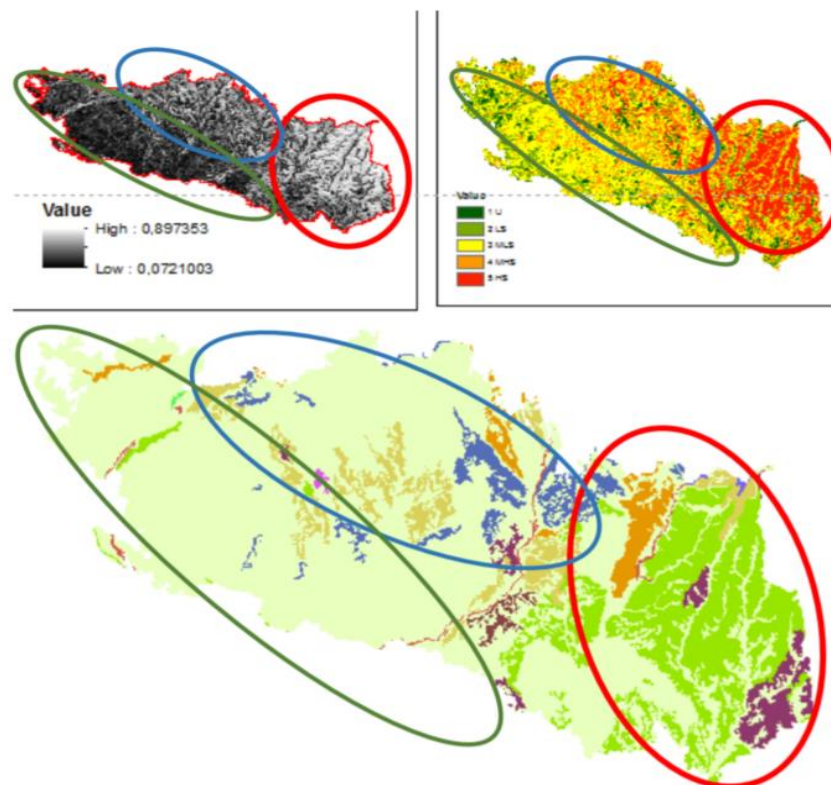 Value
High : 0,897353
Low : 0,0721003
Value
1 U
2 LS
3 MLS
4 MHS
5 HS